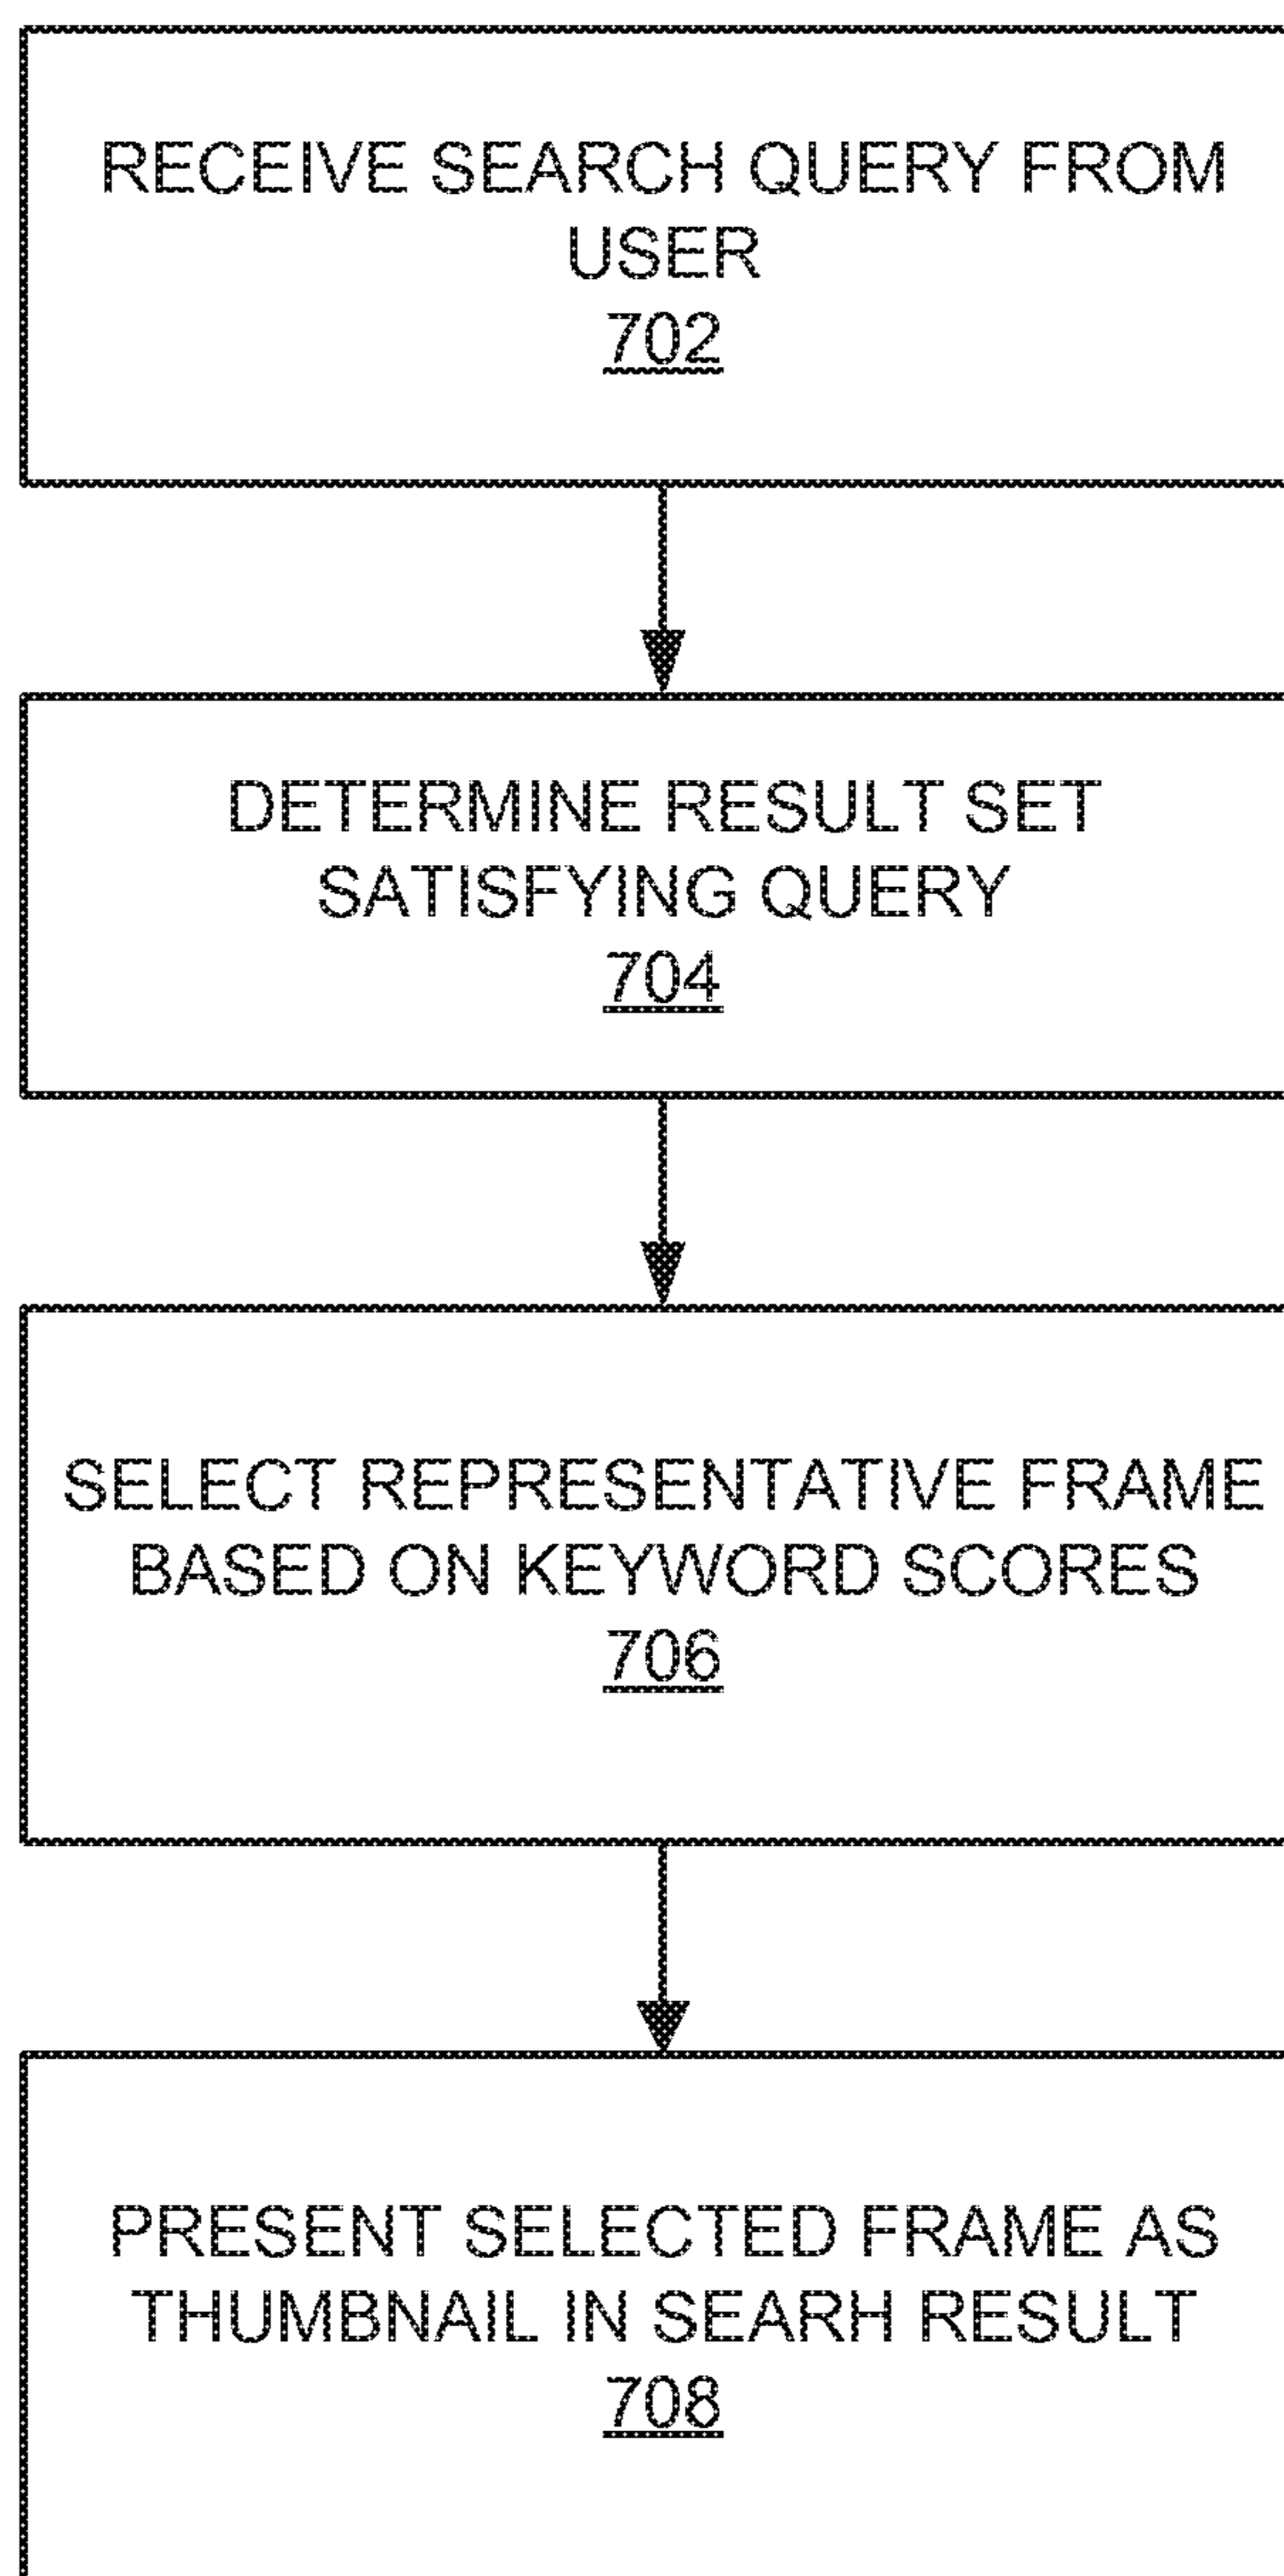 RECEIVE SEARCH QUERY FROM
USER
702
DETERMINE RESULT SET
SATISFYING QUERY
704
SELECT REPRESENTATIVE FRAME
BASED ON KEYWORD SCORES
706
PRESENT SELECTED FRAME AS
THUMBNAIL IN SEARH RESULT
708